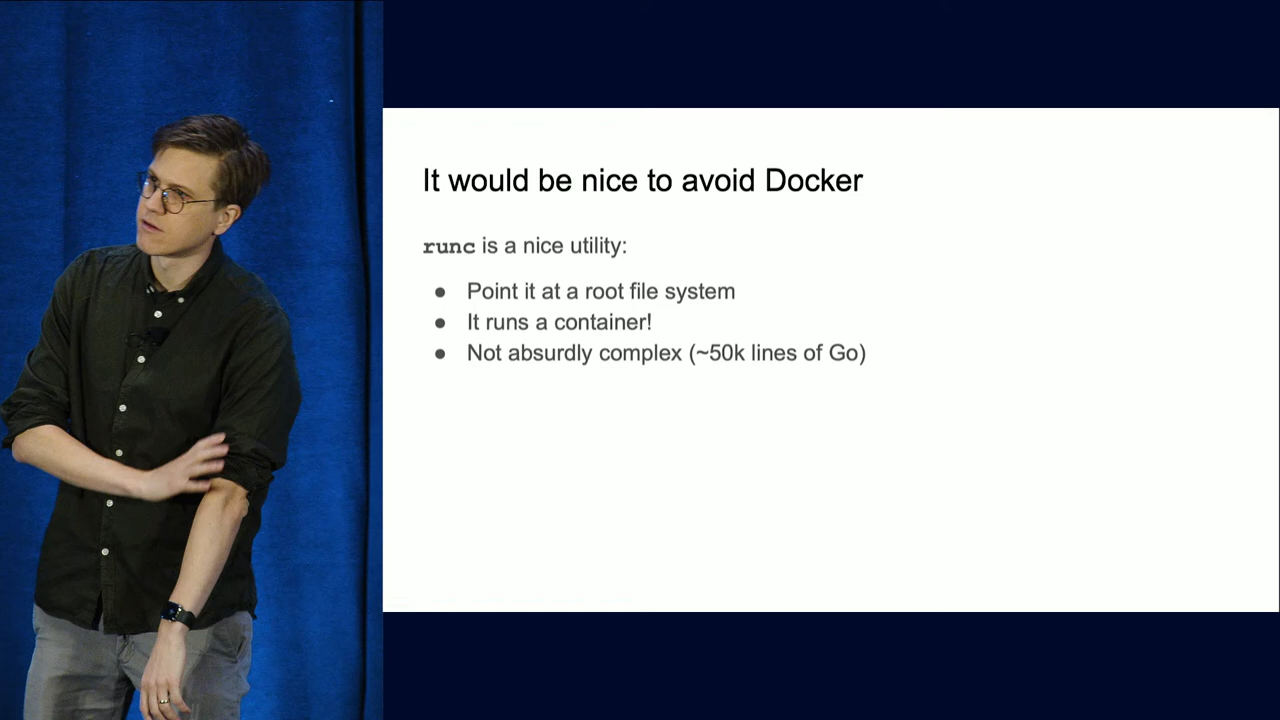 It would be nice to avoid Docker
runc is a nice utility:
● Point it at a root file system
● It runs a container!
● Not absurdly complex (~50k lines of Go)